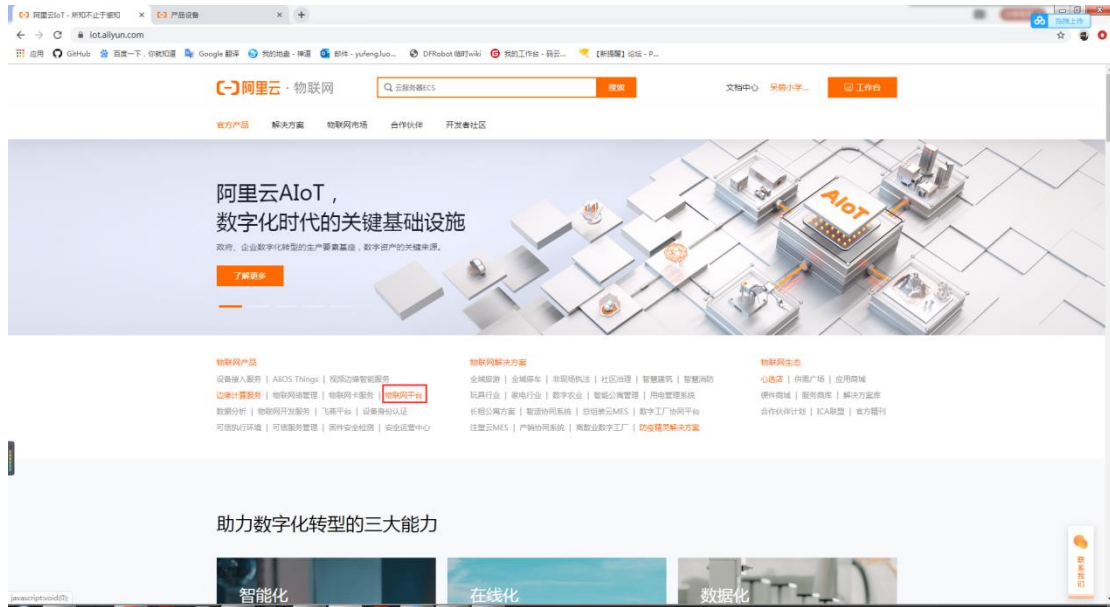 阿里云IoT - 所知不止于感知
产品设备
拖拽上传
iot.aliyun.com
应用 GitHub 百度一下，你就知道 Google 翻译 我的地盘 - 禅道 邮件 - yufeng.luo... DFRobot 临时wiki 我的工作台 - 码云... 【新提醒】论坛 - P...
阿里云 · 物联网
云服务器ECS
搜索
文档中心
工作台
官方产品 解决方案 物联网市场 合作伙伴 开发者社区
阿里云AIoT，
数字化时代的关键基础设施
政府、企业数字化转型的生产要素基座，数字资产的关键来源。
了解更多
AIoT
物联网产品
设备接入服务 | AliOS Things | 视频边缘智能服务
边缘计算服务 | 物联网络管理 | 物联网卡服务 | 物联网平台
数据分析 | 物联网开发服务 | 飞燕平台 | 设备身份认证
可信执行环境 | 可信服务管理 | 固件安全检测 | 安全运营中心
物联网解决方案
全域旅游 | 全域停车 | 非现场执法 | 社区治理 | 智慧建筑 | 智慧消防
玩具行业 | 家电行业 | 数字农业 | 智能公寓管理 | 用电管理系统
长租公寓方案 | 智造协同系统 | 总组装云MES | 数字工厂协同平台
注塑云MES | 产销协同系统 | 离散业数字工厂 | 防疫精灵解决方案
物联网生态
心选店 | 供需广场 | 应用商城
硬件商城 | 服务商库 | 解决方案库
合作伙伴计划 | ICA联盟 | 官方期刊
助力数字化转型的三大能力
智能化
在线化
数据化
联系我们
javascript:void(0);